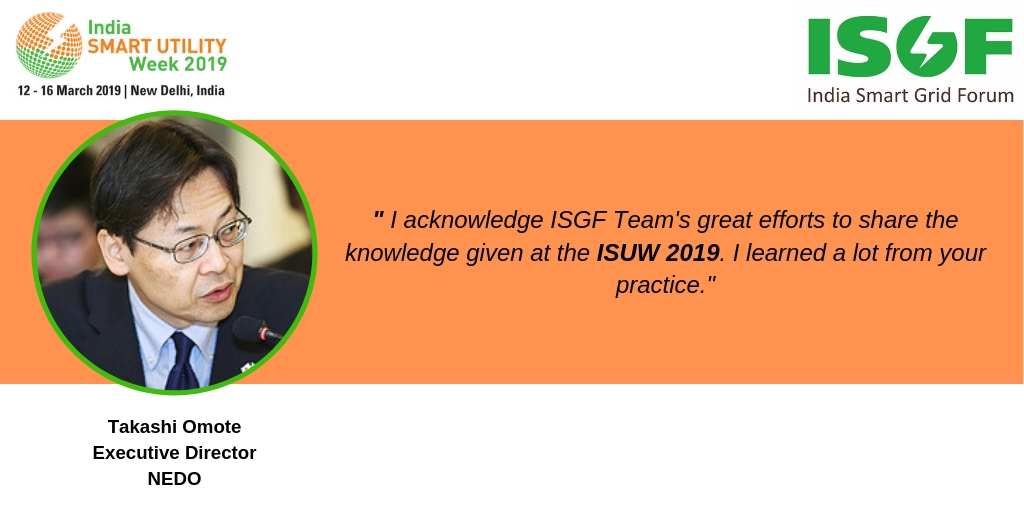 India
SMART UTILITY
Week 2019
12 - 16 March 2019 | New Delhi, India
ISGF
India Smart Grid Forum
" I acknowledge ISGF Team's great efforts to share the
knowledge given at the ISUW 2019. I learned a lot from your
practice."
Takashi Omote
Executive Director
NEDO